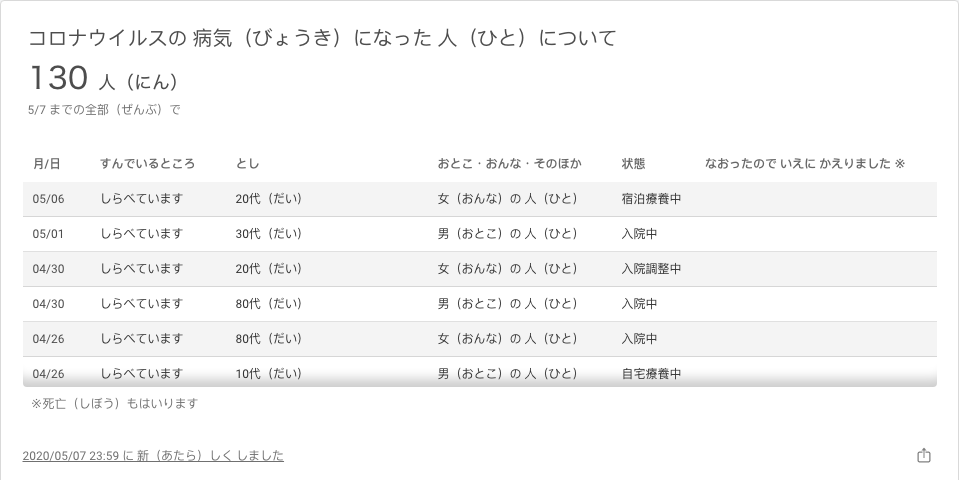 コロナウイルスの 病気（びょうき）になった 人（ひと）について
130 人（にん）
5/7 までの全部（ぜんぶ）で
月/日 すんでいるところ とし おとこ・おんな・そのほか 状態 なおったので いえに かえりました ※
05/06 しらべています 20代（だい） 女（おんな）の 人（ひと） 宿泊療養中
05/01 しらべています 30代（だい） 男（おとこ）の 人（ひと） 入院中
04/30 しらべています 20代（だい） 女（おんな）の 人（ひと） 入院調整中
04/30 しらべています 80代（だい） 男（おとこ）の 人（ひと） 入院中
04/26 しらべています 80代（だい） 女（おんな）の 人（ひと） 入院中
04/26 しらべています 10代（だい） 男（おとこ）の 人（ひと） 自宅療養中
※死亡（しぼう）もはいります
2020/05/07 23:59 に 新（あたら）しく しました